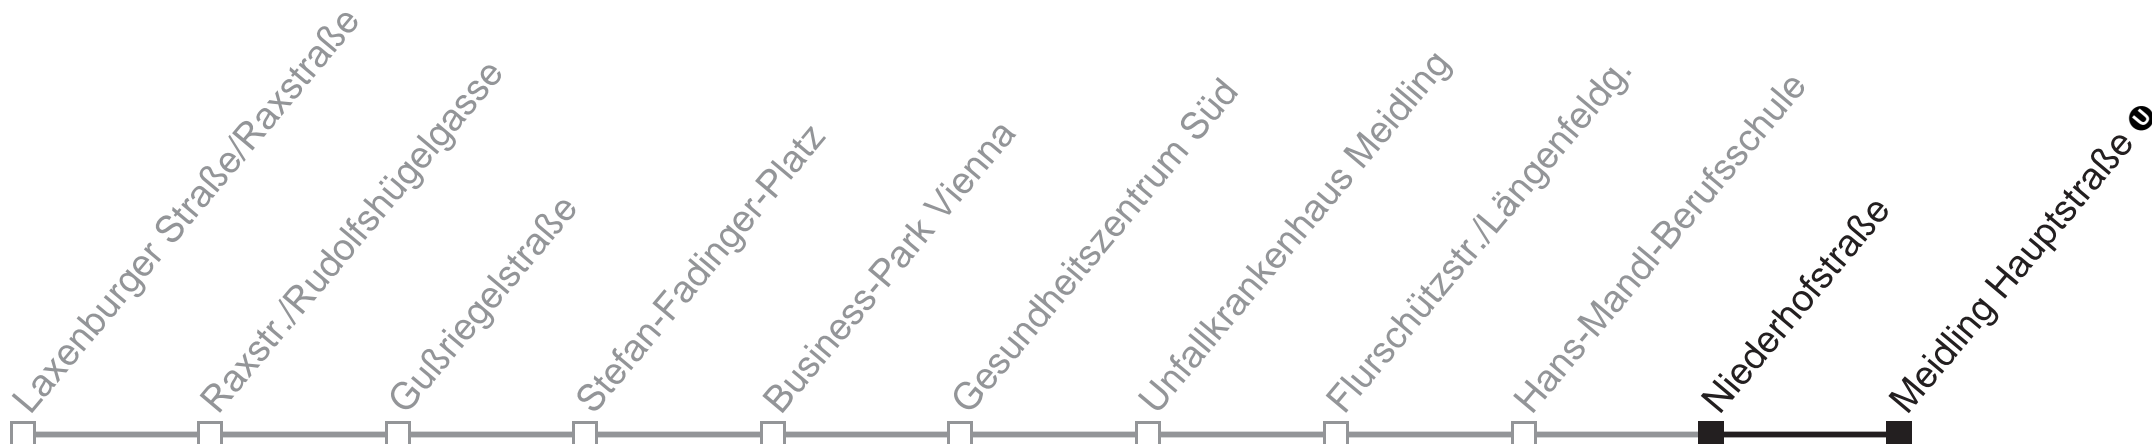 Laxenburger Straße/Raxstraße
Raxstr./Rudolfshügelgasse
Gußriegelstraße
Stefan-Fadinger-Platz
Business-Park Vienna
Gesundheitszentrum Süd
Unfallkrankenhaus Meidling
Flurschützstr./Längenfeldg.
Hans-Mandl-Berufsschule
Niederhofstraße
Meidling Hauptstraße U